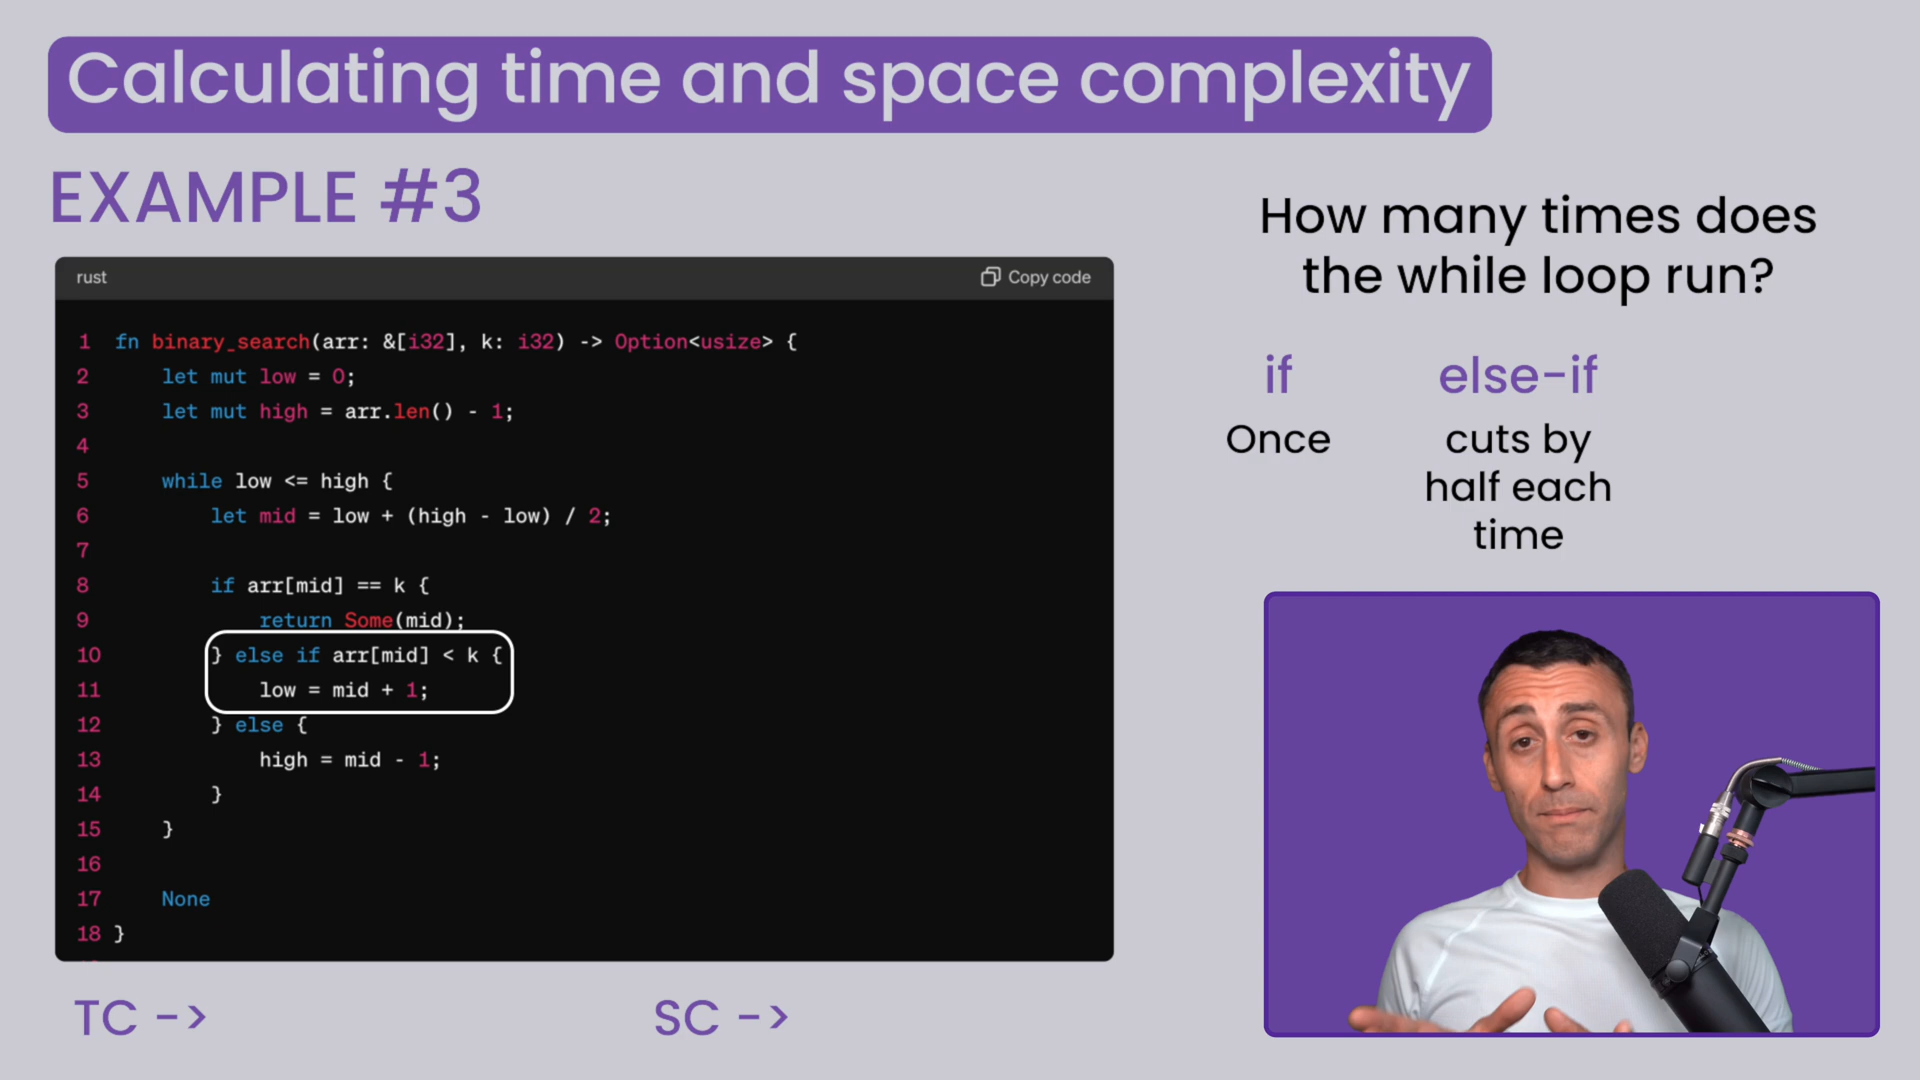 Calculating time and space complexity
EXAMPLE #3
rust
Copy code
1 fn binary_search(arr: &[i32], k: i32) -> Option<usize> {
2 let mut low = 0;
3 let mut high = arr.len() - 1;
4
5 while low <= high {
6 let mid = low + (high - low) / 2;
7
8 if arr[mid] == k {
9 return Some(mid);
10 } else if arr[mid] < k {
11 low = mid + 1;
12 } else {
13 high = mid - 1;
14 }
15 }
16
17 None
18 }
TC ->
SC ->
How many times does
the while loop run?
if
Once
else-if
cuts by
half each
time